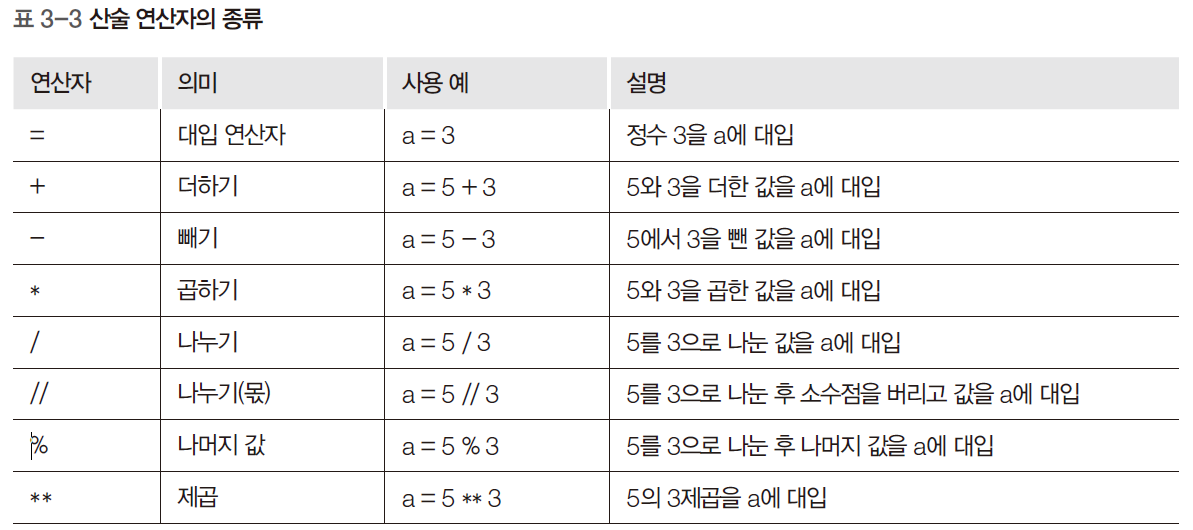 표 3-3 산술 연산자의 종류
연산자 의미 사용 예 설명
= 대입 연산자 a = 3 정수 3을 a에 대입
+ 더하기 a = 5 + 3 5와 3을 더한 값을 a에 대입
- 빼기 a = 5 - 3 5에서 3을 뺀 값을 a에 대입
* 곱하기 a = 5 * 3 5와 3을 곱한 값을 a에 대입
/ 나누기 a = 5 / 3 5를 3으로 나눈 값을 a에 대입
// 나누기(몫) a = 5 // 3 5를 3으로 나눈 후 소수점을 버리고 값을 a에 대입
% 나머지 값 a = 5 % 3 5를 3으로 나눈 후 나머지 값을 a에 대입
** 제곱 a = 5 ** 3 5의 3제곱을 a에 대입